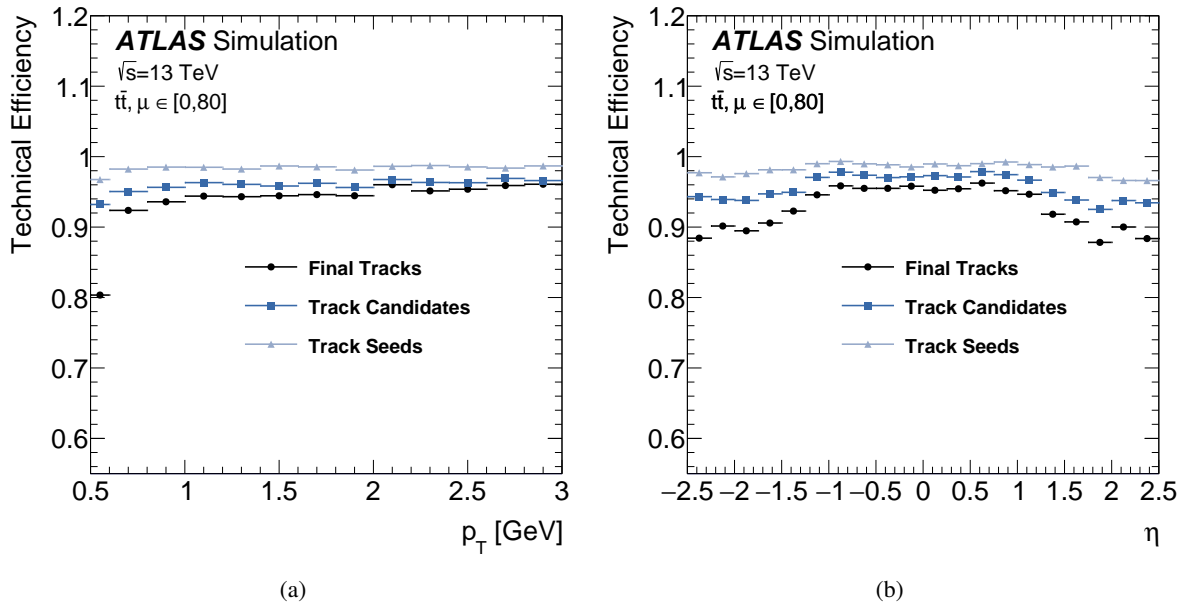 Technical Efficiency
1.2
1.1
1
0.9
0.8
0.7
0.6
ATLAS Simulation
√s=13 TeV
tt̄, μ ∈ [0,80]
Final Tracks
Track Candidates
Track Seeds
0.5 1 1.5 2 2.5 3
p_T [GeV]
(a)
Technical Efficiency
1.2
1.1
1
0.9
0.8
0.7
0.6
ATLAS Simulation
√s=13 TeV
tt̄, μ ∈ [0,80]
Final Tracks
Track Candidates
Track Seeds
−2.5 −2 −1.5 −1 −0.5 0 0.5 1 1.5 2 2.5
η
(b)